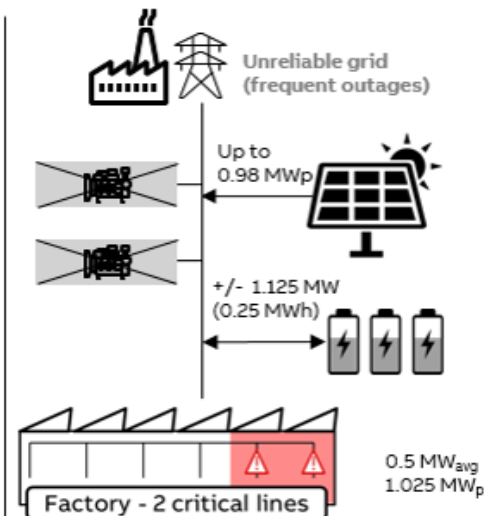 Unreliable grid
(frequent outages)
Up to
0.98 MWp
+/- 1.125 MW
(0.25 MWh)
0.5 MWavg
1.025 MWp
Factory - 2 critical lines